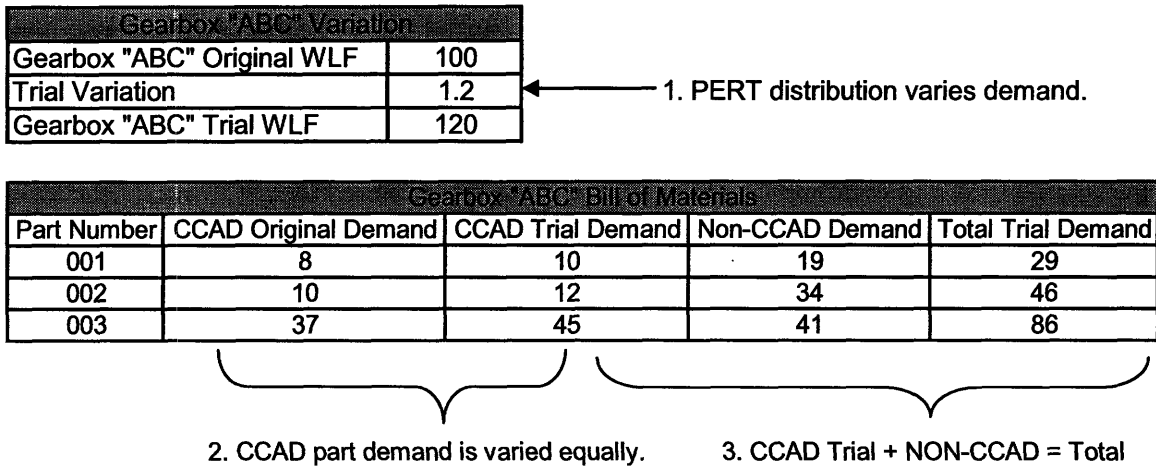 Gearbox "ABC" Variation
Gearbox "ABC" Original WLF 100
Trial Variation 1.2
1. PERT distribution varies demand.
Gearbox "ABC" Trial WLF 120
Gearbox "ABC" Bill of Materials
Part Number CCAD Original Demand CCAD Trial Demand Non-CCAD Demand Total Trial Demand
001 8 10 19 29
002 10 12 34 46
003 37 45 41 86
2. CCAD part demand is varied equally. 3. CCAD Trial + NON-CCAD = Total